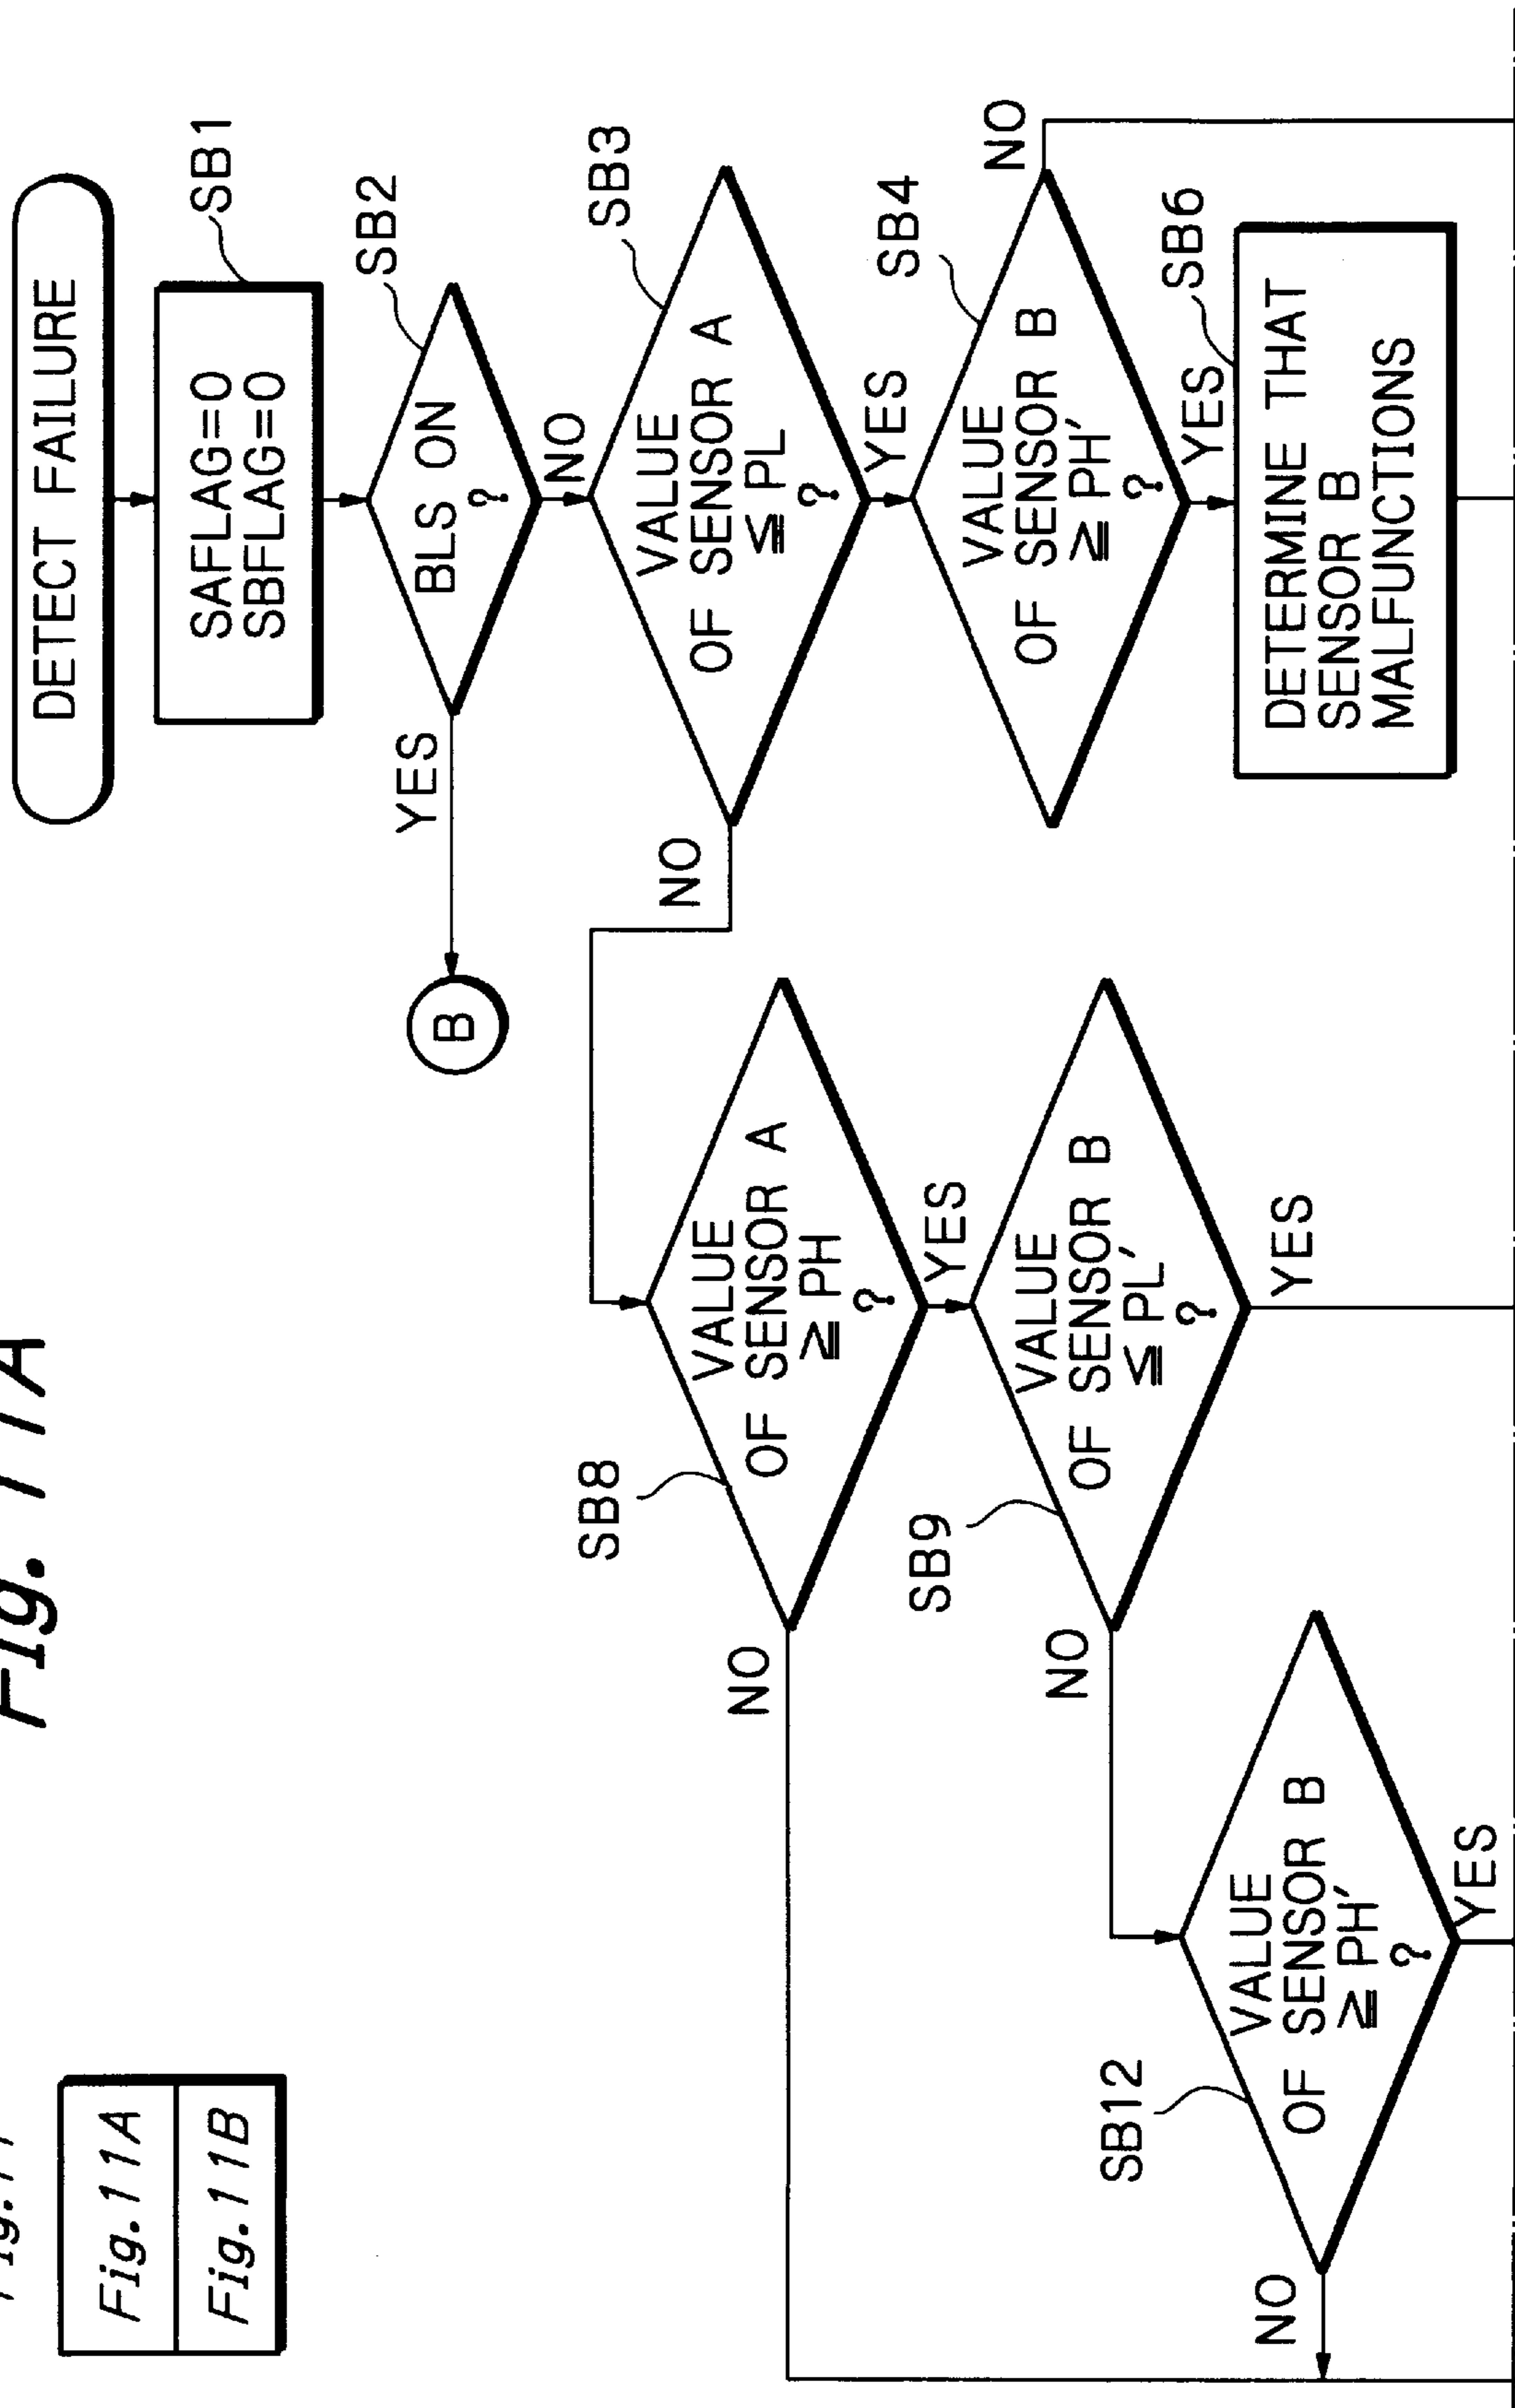 Fig. 11A
Fig. 11
Fig. 11A
Fig. 11B
DETECT FAILURE
SAFLAG=0
SBFLAG=0
SB1
BLS ON
?
SB2
YES
B
NO
VALUE
OF SENSOR A
≦ PL
?
SB3
NO
YES
VALUE
OF SENSOR B
≧ PH'
?
SB4
NO
YES
DETERMINE THAT
SENSOR B
MALFUNCTIONS
SB6
VALUE
OF SENSOR A
≧ PH
?
SB8
NO
YES
VALUE
OF SENSOR B
≦ PL'
?
SB9
NO
YES
VALUE
OF SENSOR B
≧ PH'
?
SB12
NO
YES